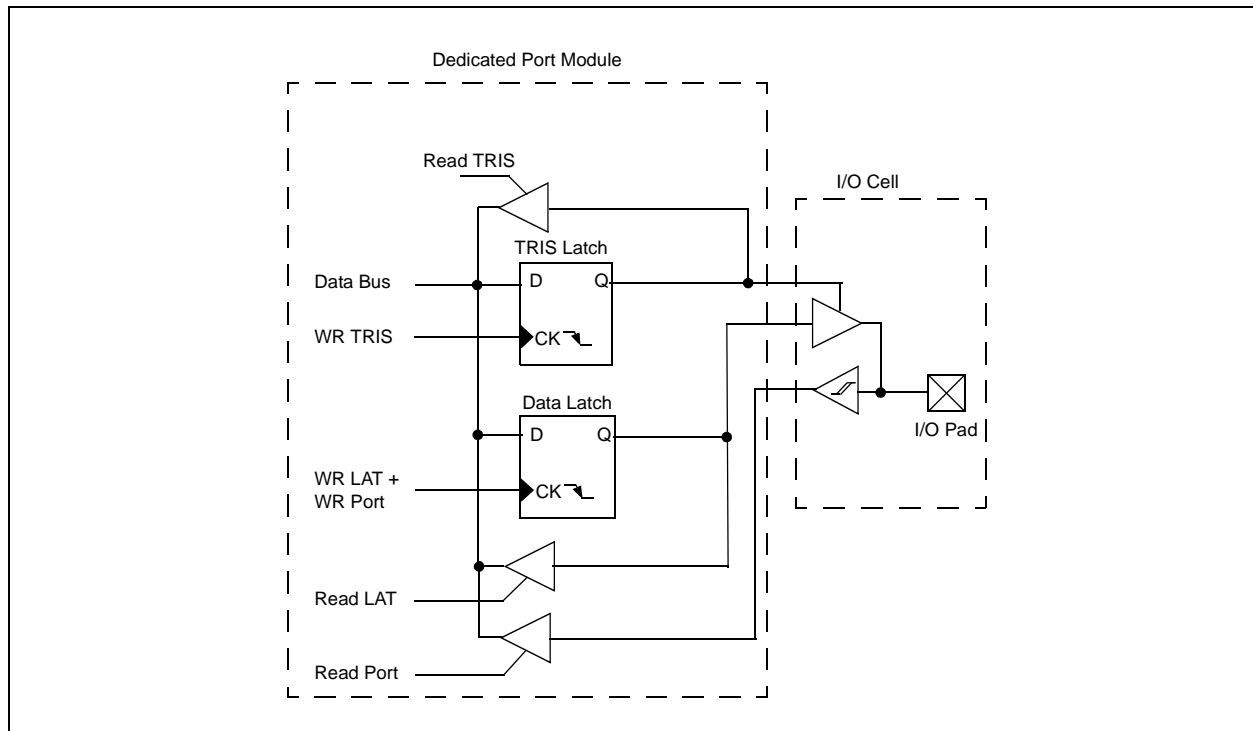 Dedicated Port Module
Read TRIS
I/O Cell
TRIS Latch
Data Bus
D
Q
WR TRIS
CK
Data Latch
D
Q
I/O Pad
WR LAT +
WR Port
CK
Read LAT
Read Port